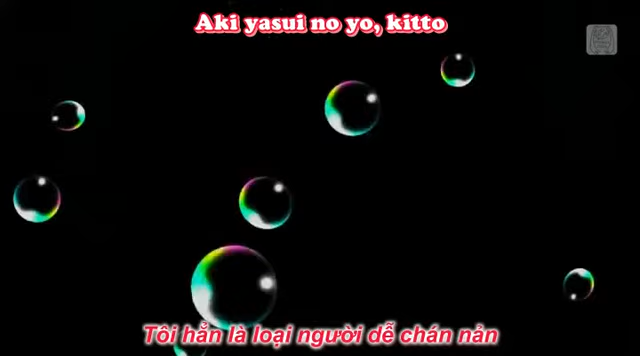 Aki yasui no yo, kitto
Tôi hẳn là loại người dễ chán nản